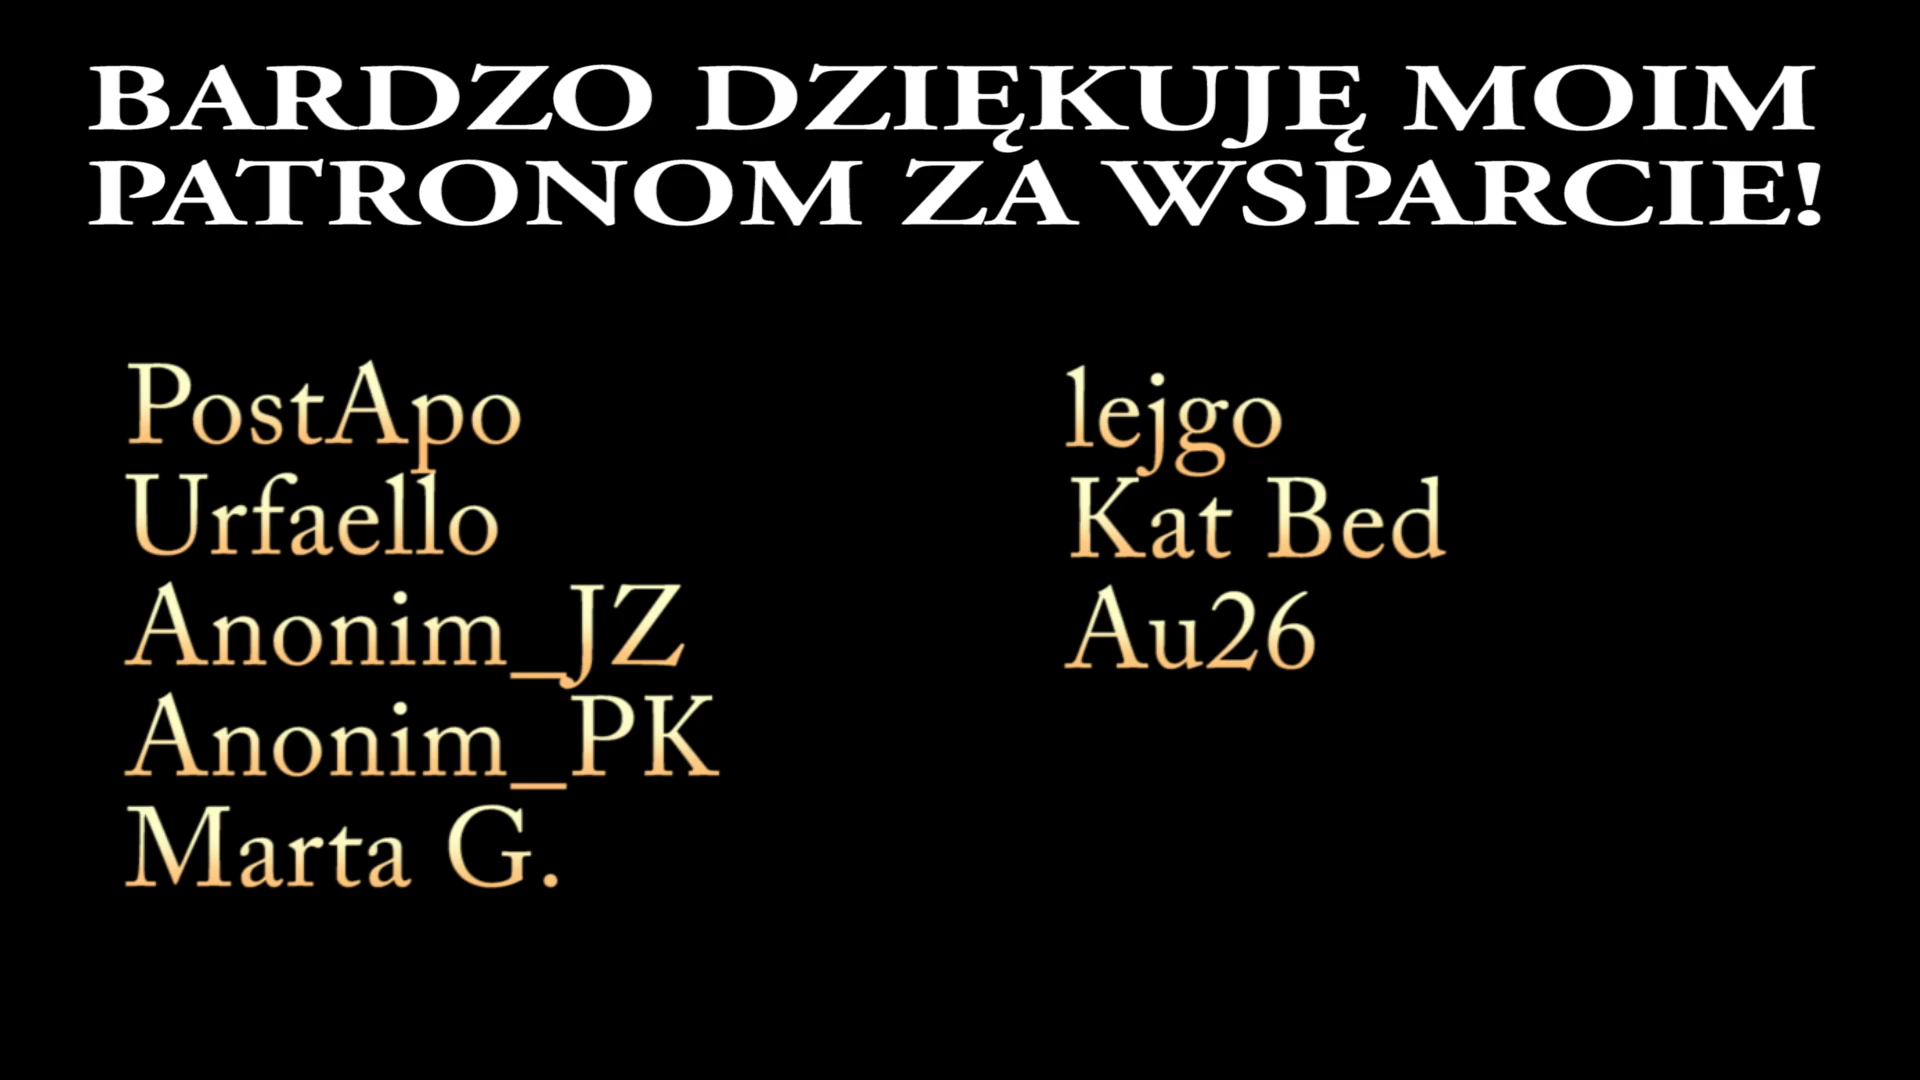 BARDZO DZIĘKUJĘ MOIM
PATRONOM ZA WSPARCIE!
PostApo
Urfaello
Anonim_JZ
Anonim_PK
Marta G.
lejgo
Kat Bed
Au26